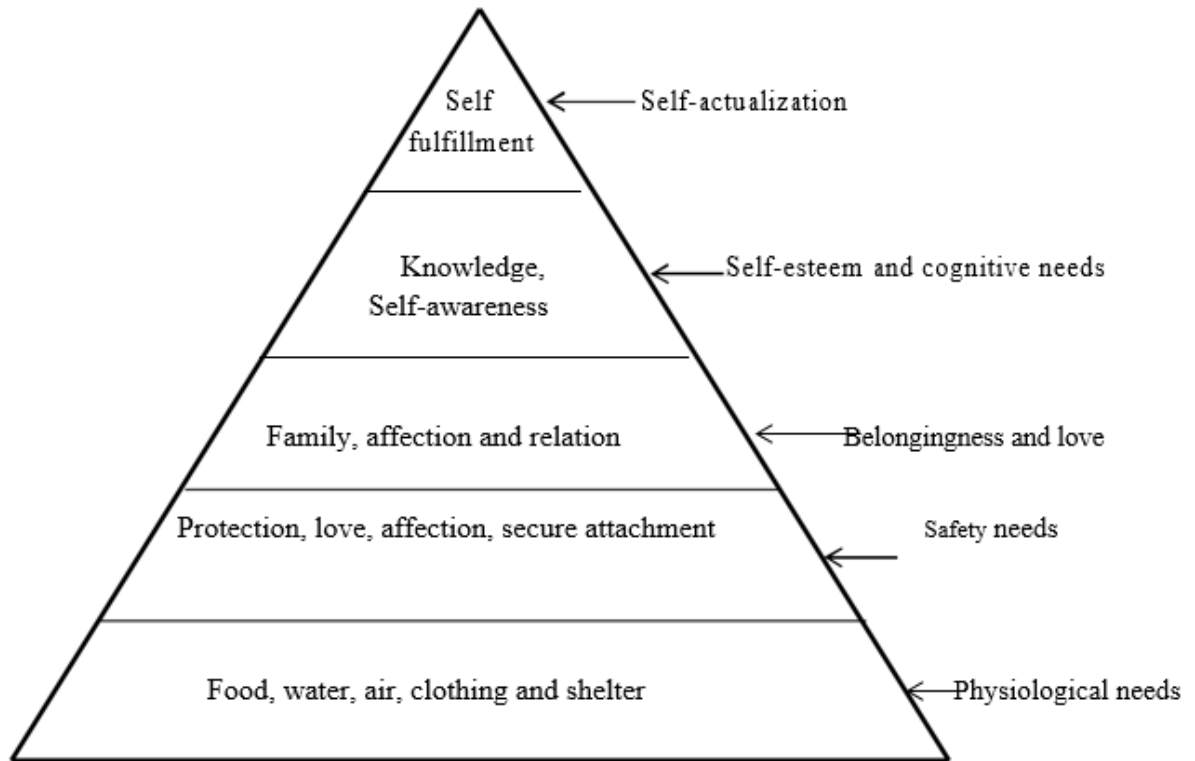 Self
fulfillment
Self-actualization
Knowledge,
Self-awareness
Self-esteem and cognitive needs
Family, affection and relation
Belongingness and love
Protection, love, affection, secure attachment
Safety needs
Food, water, air, clothing and shelter
Physiological needs